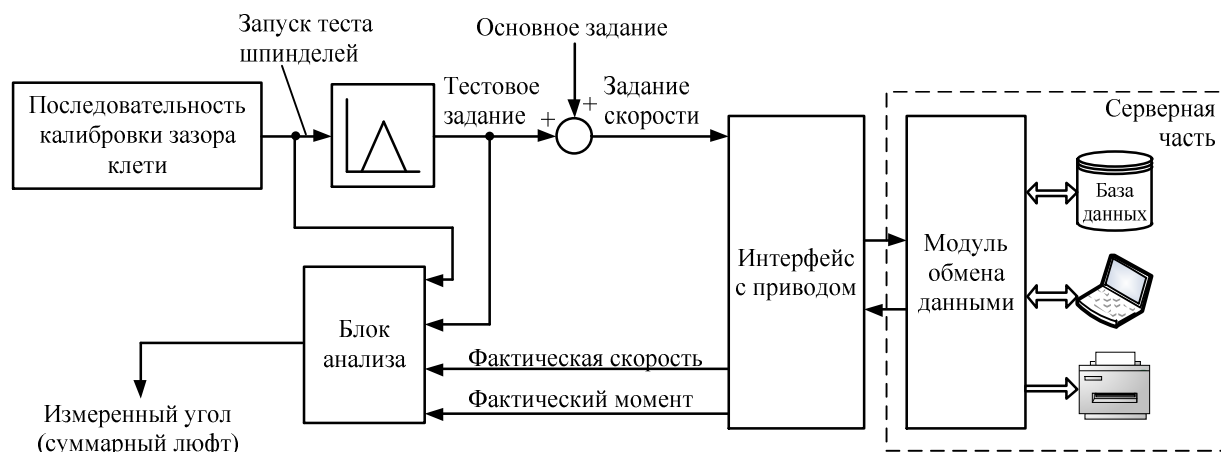 Запуск теста
шпинделей
Основное задание
Последовательность
калибровки зазора
клети
Тестовое
задание
+
+
Задание
скорости
Серверная
часть
База
данных
Интерфейс
с приводом
Модуль
обмена
данными
Блок
анализа
Фактическая скорость
Фактический момент
Измеренный угол
(суммарный люфт)